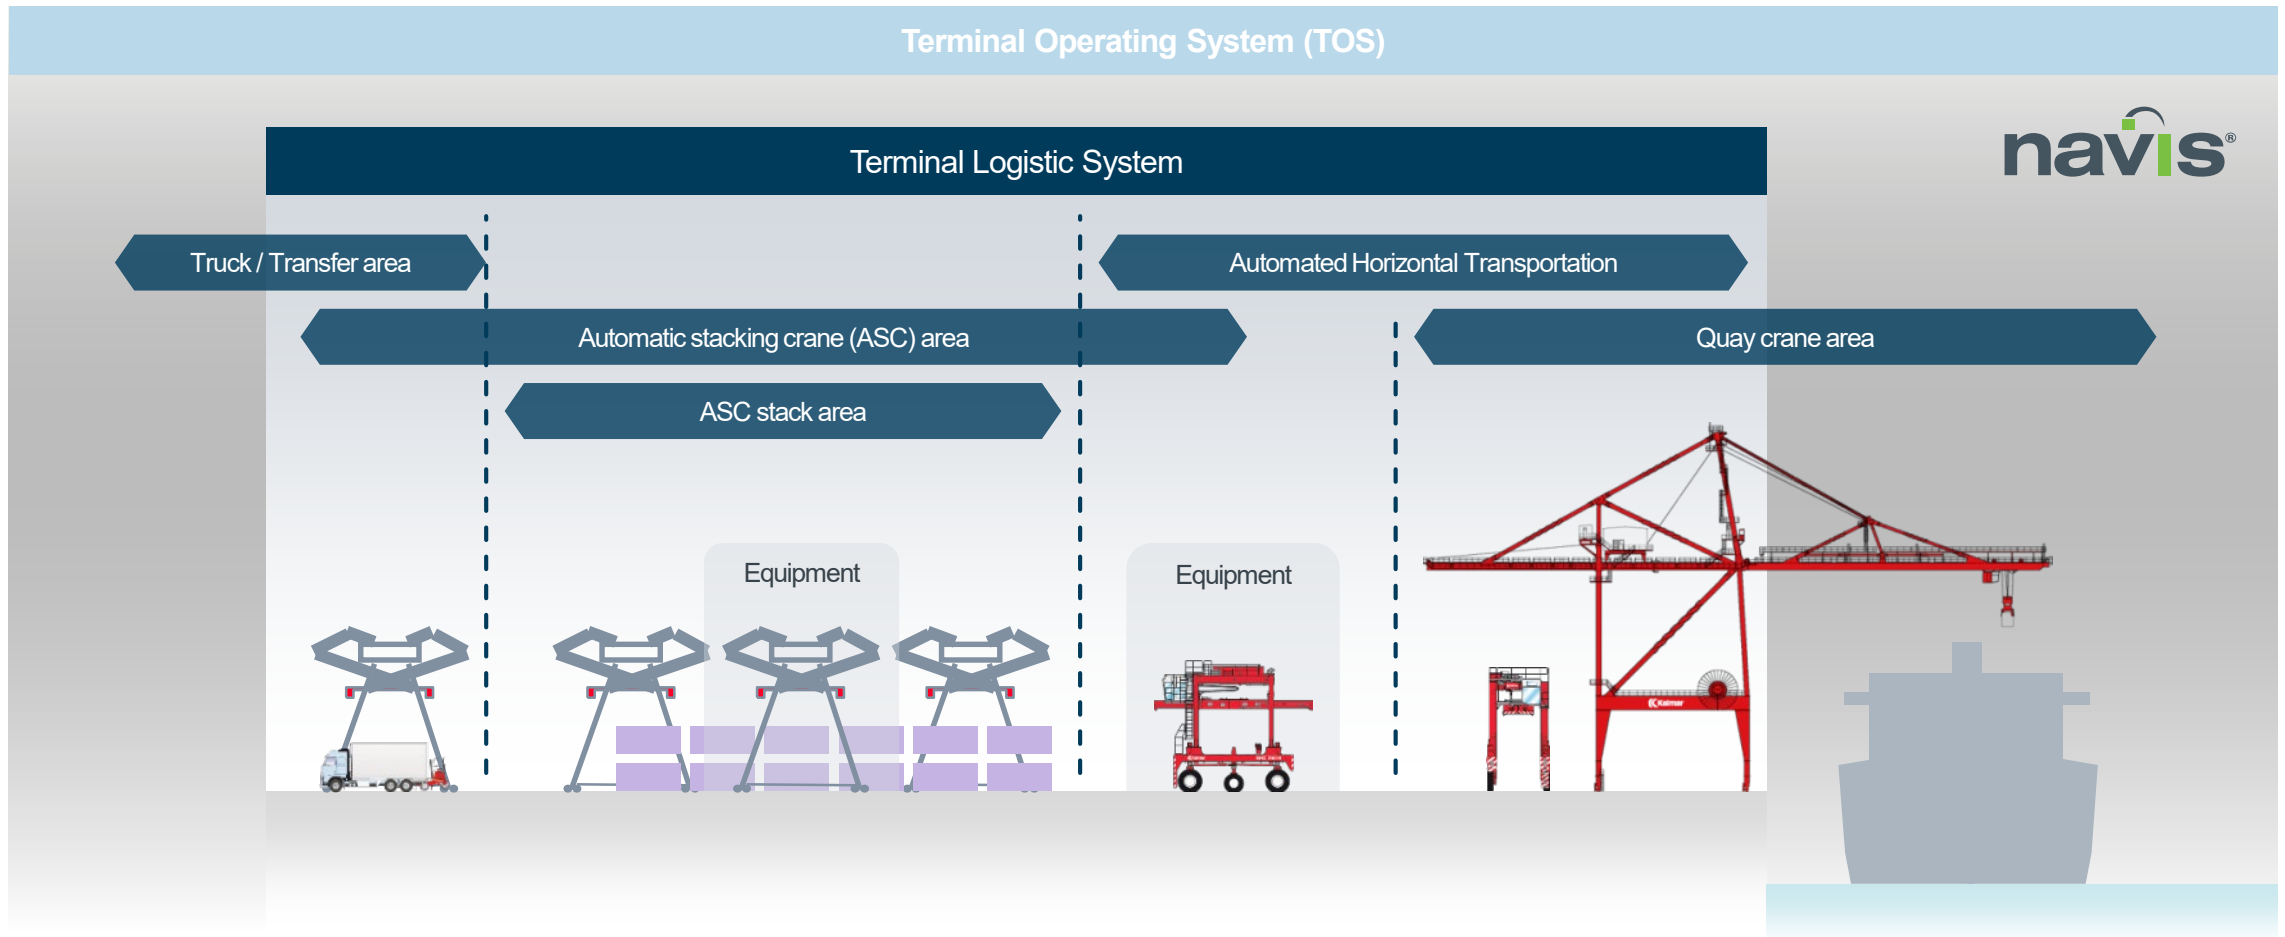 Terminal Operating System (TOS)
navis®
Terminal Logistic System
Truck / Transfer area
Automated Horizontal Transportation
Automatic stacking crane (ASC) area
Quay crane area
ASC stack area
Equipment
Equipment
Kalmar